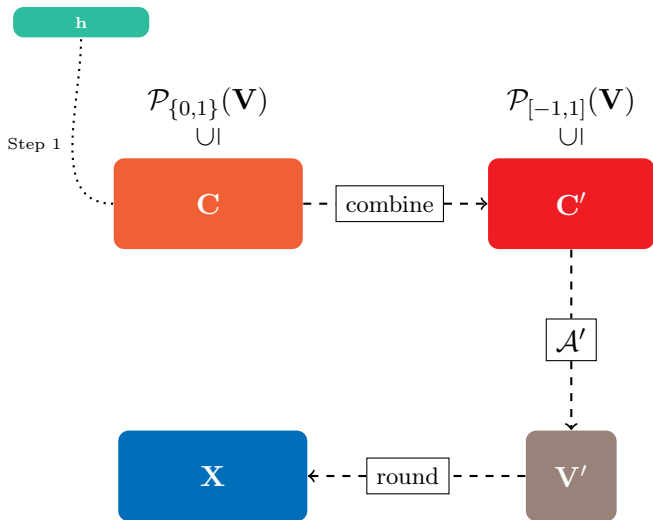 h
𝒫{0,1}(V) 𝒫[−1,1](V)
∪| ∪|
Step 1
C combine C′
𝒜′
X round V′